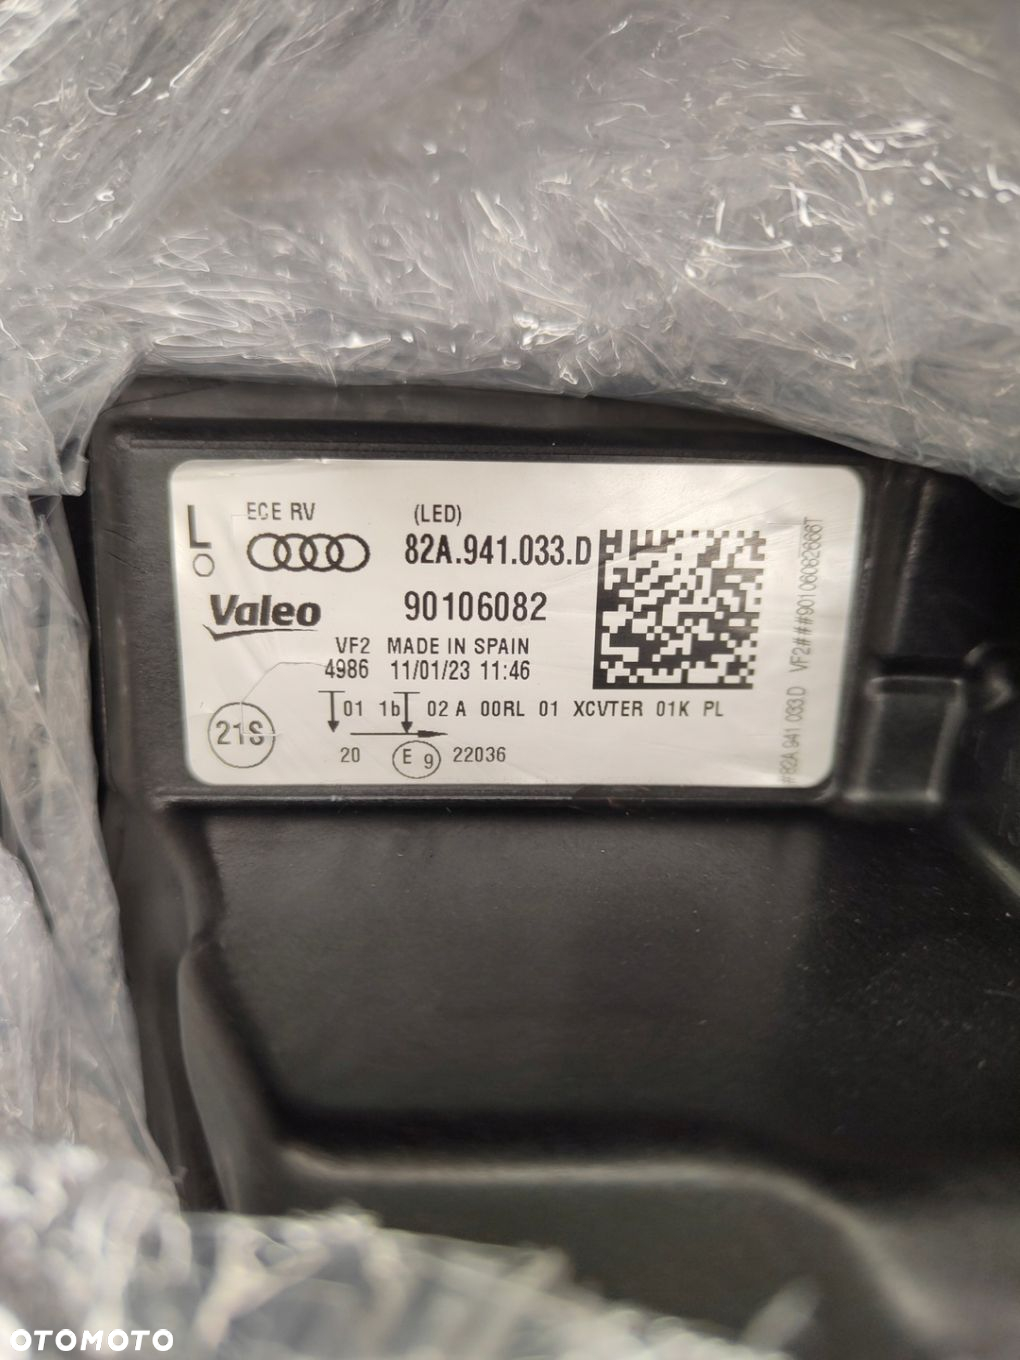 L
ECE RV (LED)
82A.941.033.D
Valeo 90106082
VF2 MADE IN SPAIN
4986 11/01/23 11:46
21S
01 1b 02 A 00RL 01 XCVTER 01K PL
20 E 9 22036
#82A.941.033.D VF2###90106082666T
OTOMOTO